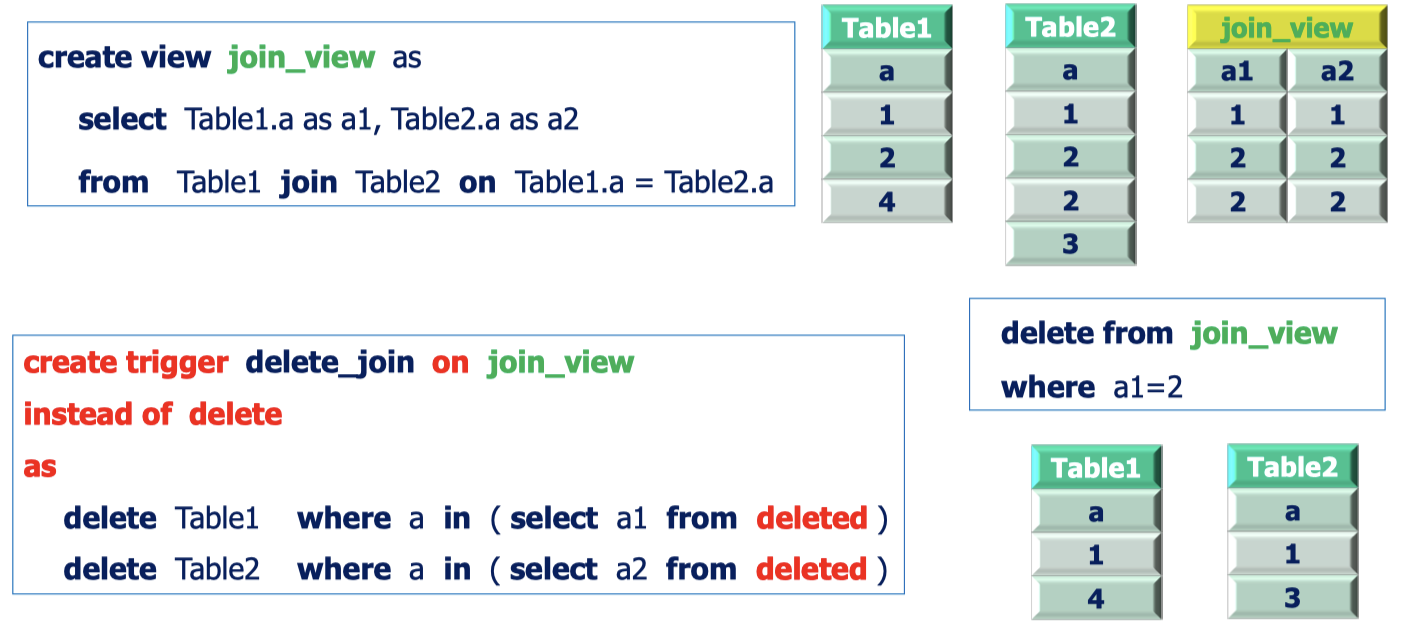 create view join_view as
select Table1.a as a1, Table2.a as a2
from Table1 join Table2 on Table1.a = Table2.a
Table1
a
1
2
4
Table2
a
1
2
2
3
join_view
a1 a2
1 1
2 2
2 2
create trigger delete_join on join_view
instead of delete
as
delete Table1 where a in ( select a1 from deleted )
delete Table2 where a in ( select a2 from deleted )
delete from join_view
where a1=2
Table1
a
1
4
Table2
a
1
3